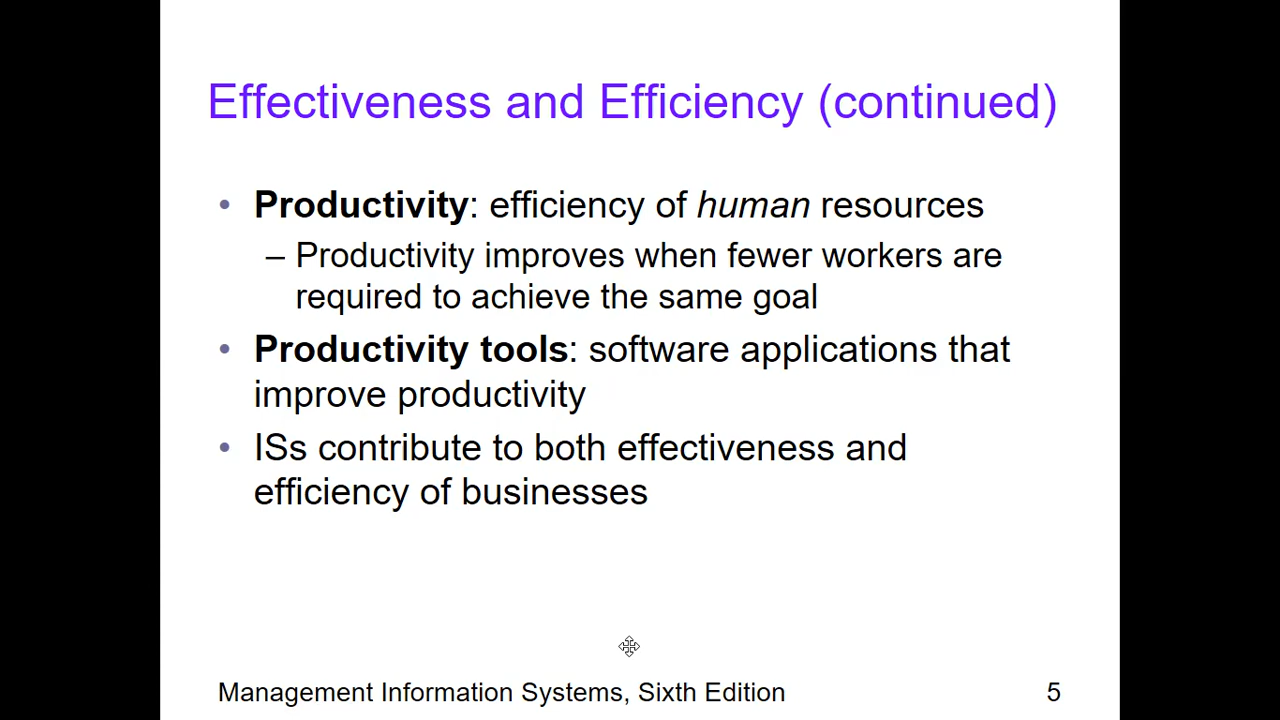 Effectiveness and Efficiency (continued)
• Productivity: efficiency of human resources
– Productivity improves when fewer workers are
required to achieve the same goal
• Productivity tools: software applications that
improve productivity
• ISs contribute to both effectiveness and
efficiency of businesses
Management Information Systems, Sixth Edition 5